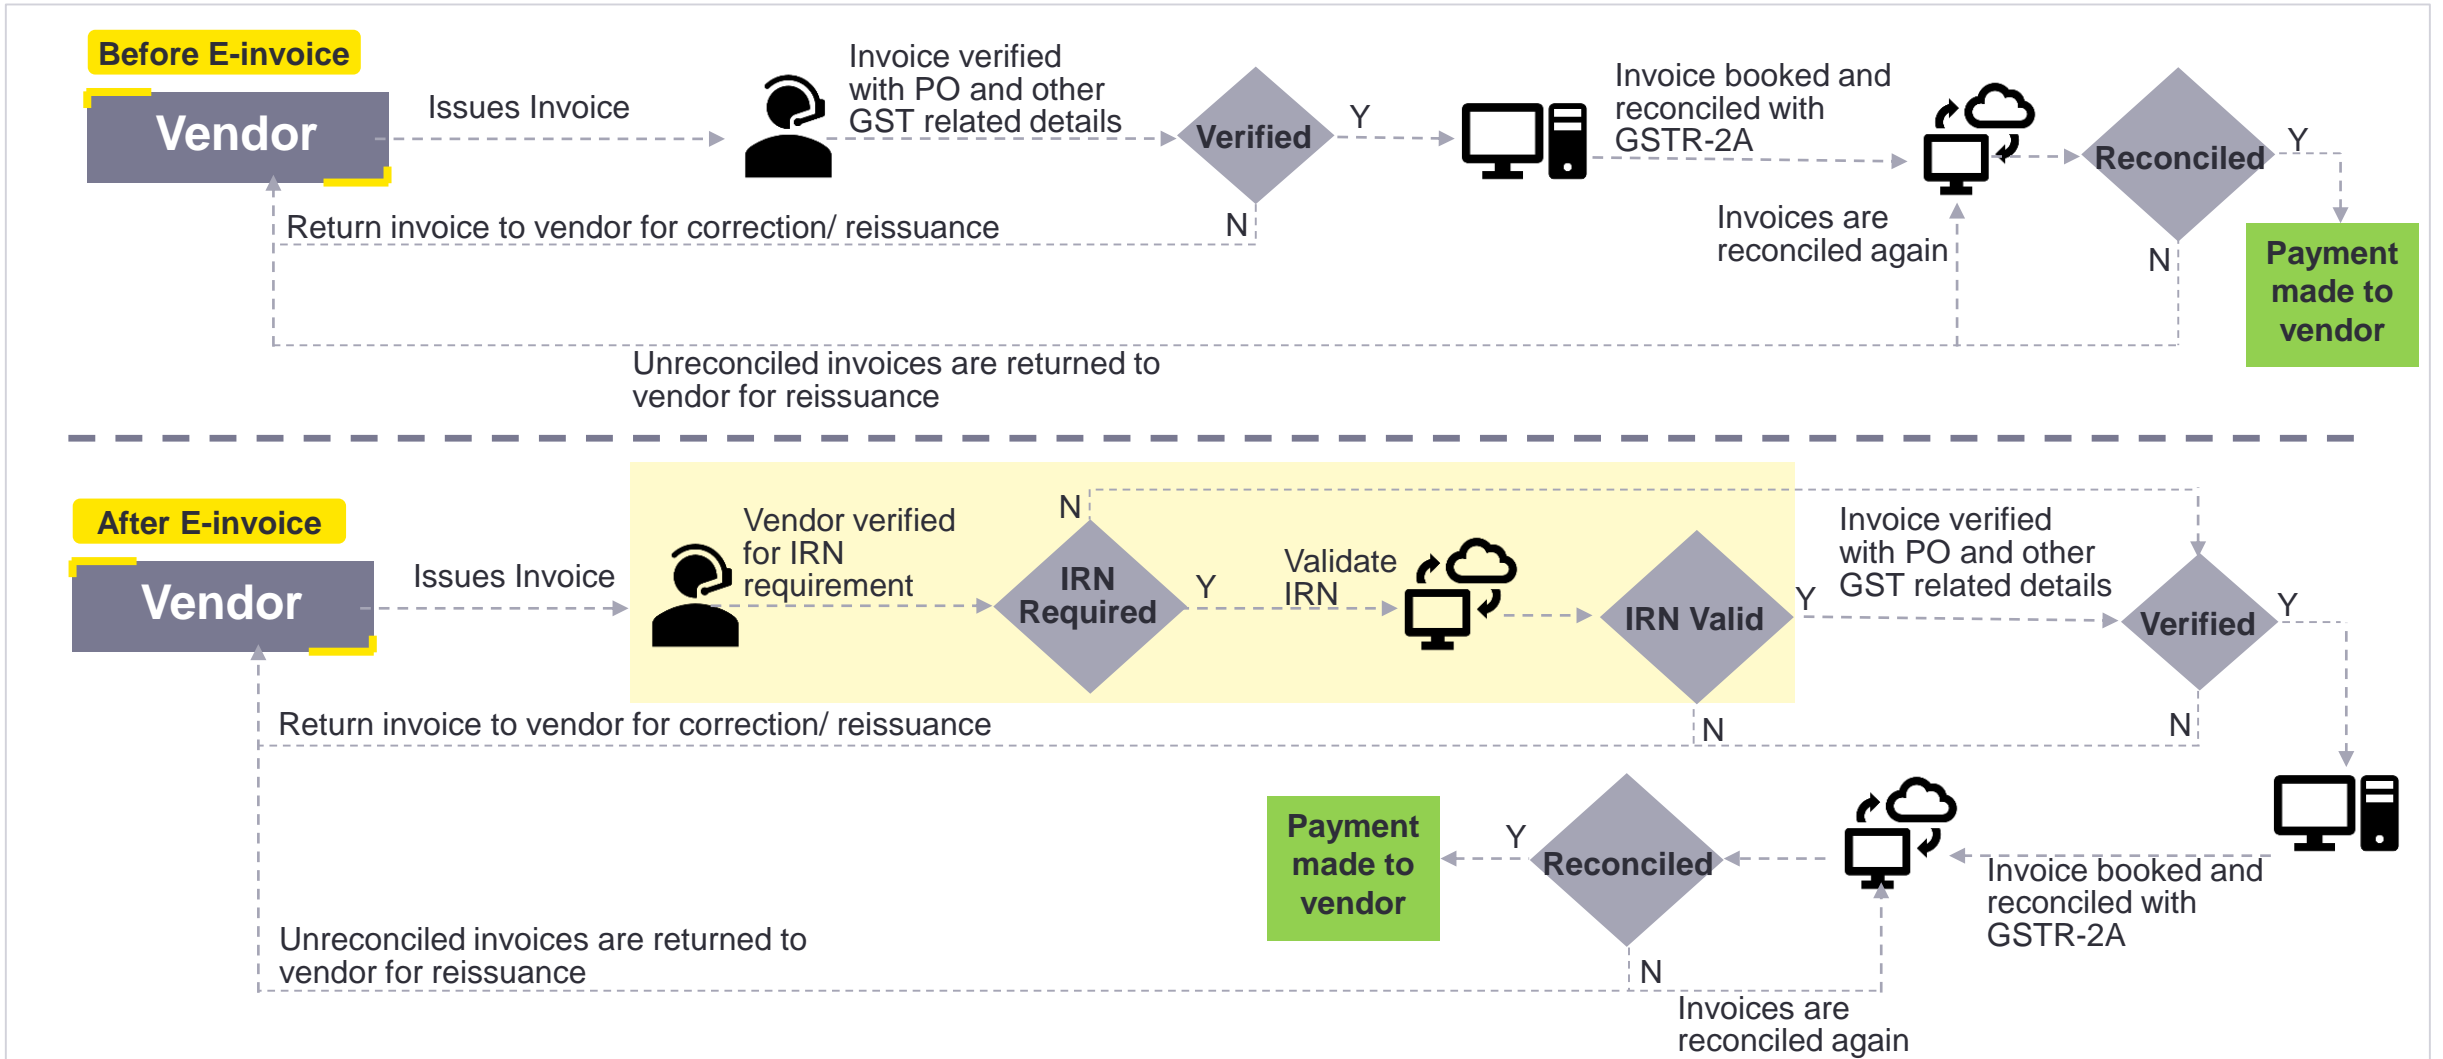 Before E-invoice
Vendor
Issues Invoice
Invoice verified
with PO and other
GST related details
Verified
Y
N
Invoice booked and
reconciled with
GSTR-2A
Reconciled
Y
N
Invoices are
reconciled again
Payment
made to
vendor
Return invoice to vendor for correction/ reissuance
Unreconciled invoices are returned to
vendor for reissuance
After E-invoice
Vendor
Issues Invoice
Vendor verified
for IRN
requirement
N
IRN
Required
Y
Validate
IRN
IRN Valid
Y
N
Invoice verified
with PO and other
GST related details
Verified
Y
N
Return invoice to vendor for correction/ reissuance
Invoice booked and
reconciled with
GSTR-2A
Reconciled
Y
N
Payment
made to
vendor
Unreconciled invoices are returned to
vendor for reissuance
Invoices are
reconciled again